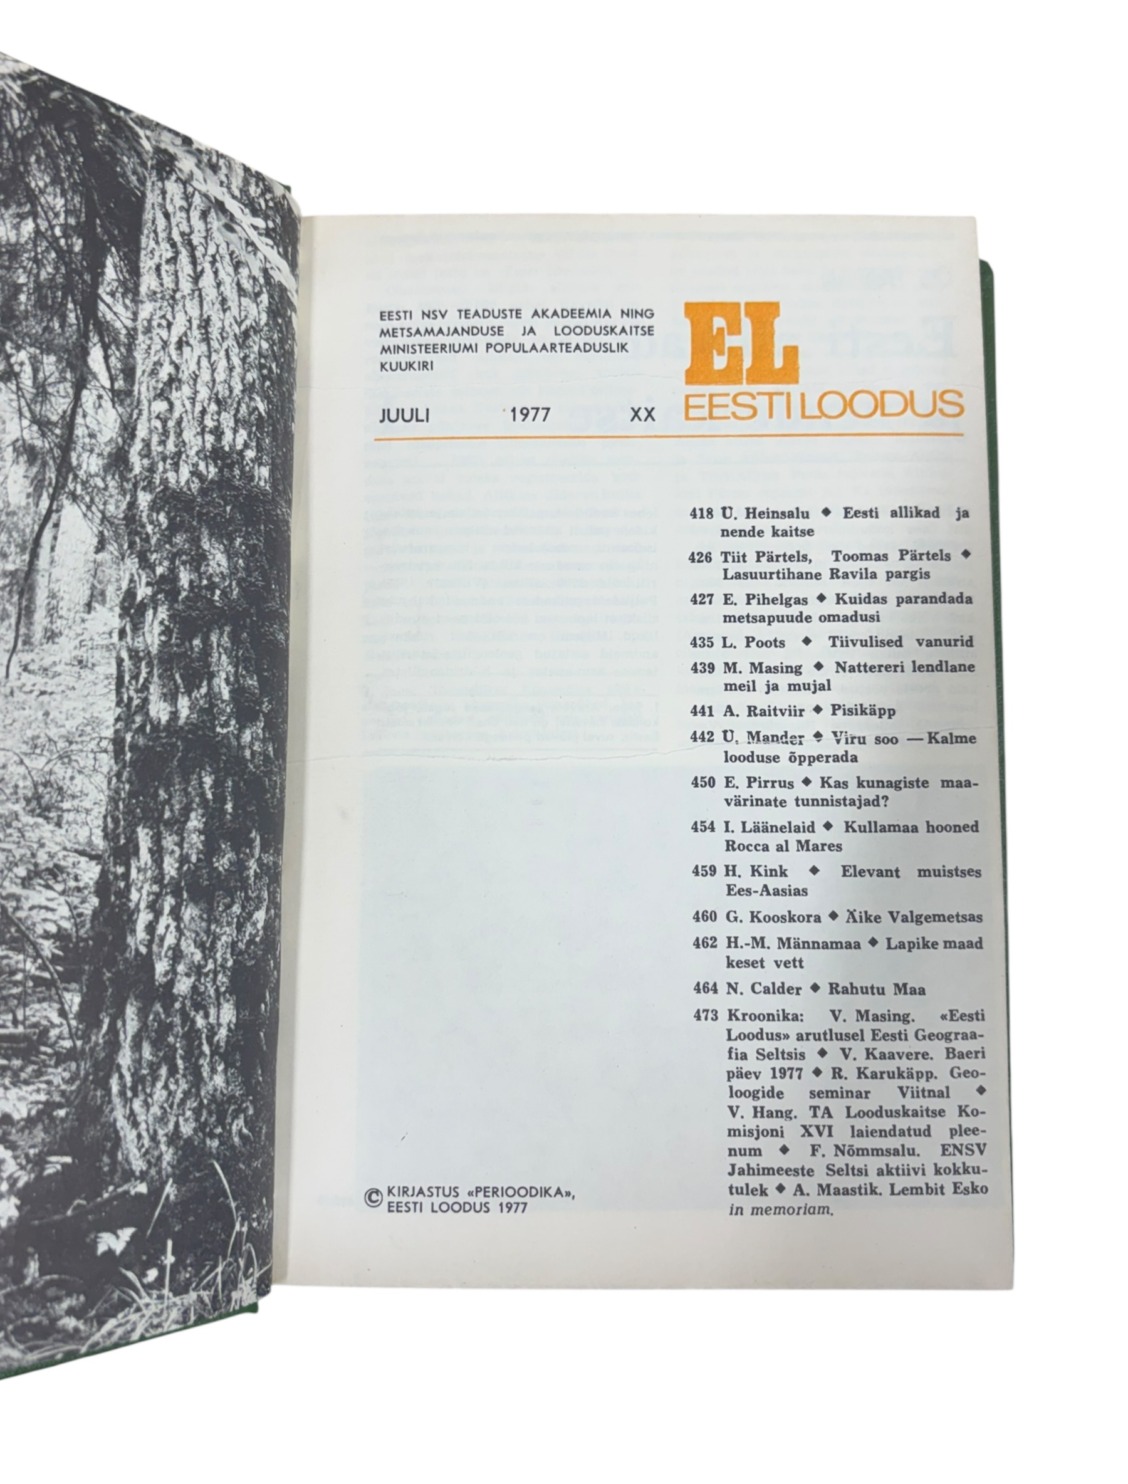 EESTI NSV TEADUSTE AKADEEMIA NING
METSAMAJANDUSE JA LOODUSKAITSE
MINISTEERIUMI POPULAARTEADUSLIK
KUUKIRI
JUULI 1977 XX
EL
EESTI LOODUS
418 Ü. Heinsalu ◆ Eesti allikad ja
nende kaitse
426 Tiit Pärtels, Toomas Pärtels ◆
Lasuurtihane Ravila pargis
427 E. Pihelgas ◆ Kuidas parandada
metsapuude omadusi
435 L. Poots ◆ Tiivulised vanurid
439 M. Masing ◆ Nattereri lendlane
meil ja mujal
441 A. Raitviir ◆ Pisikäpp
442 Ü. Mander ◆ Viru soo — Kalme
looduse õpperada
450 E. Pirrus ◆ Kas kunagiste maa-
värinate tunnistajad?
454 I. Läänelaid ◆ Kullamaa hooned
Rocca al Mares
459 H. Kink ◆ Elevant muistses
Ees-Aasias
460 G. Kooskora ◆ Äike Valgemetsas
462 H.-M. Männamaa ◆ Lapike maad
keset vett
464 N. Calder ◆ Rahutu Maa
473 Kroonika: V. Masing. «Eesti
Loodus» arutlusel Eesti Geograa-
fia Seltsis ◆ V. Kaavere. Baeri
päev 1977 ◆ R. Karukäpp. Geo-
loogide seminar Viitnal ◆
V. Hang. TA Looduskaitse Ko-
misjoni XVI laiendatud plee-
num ◆ F. Nõmmsalu. ENSV
Jahimeeste Seltsi aktiivi kokku-
tulek ◆ A. Maastik. Lembit Esko
in memoriam.
© KIRJASTUS «PERIOODIKA»,
EESTI LOODUS 1977